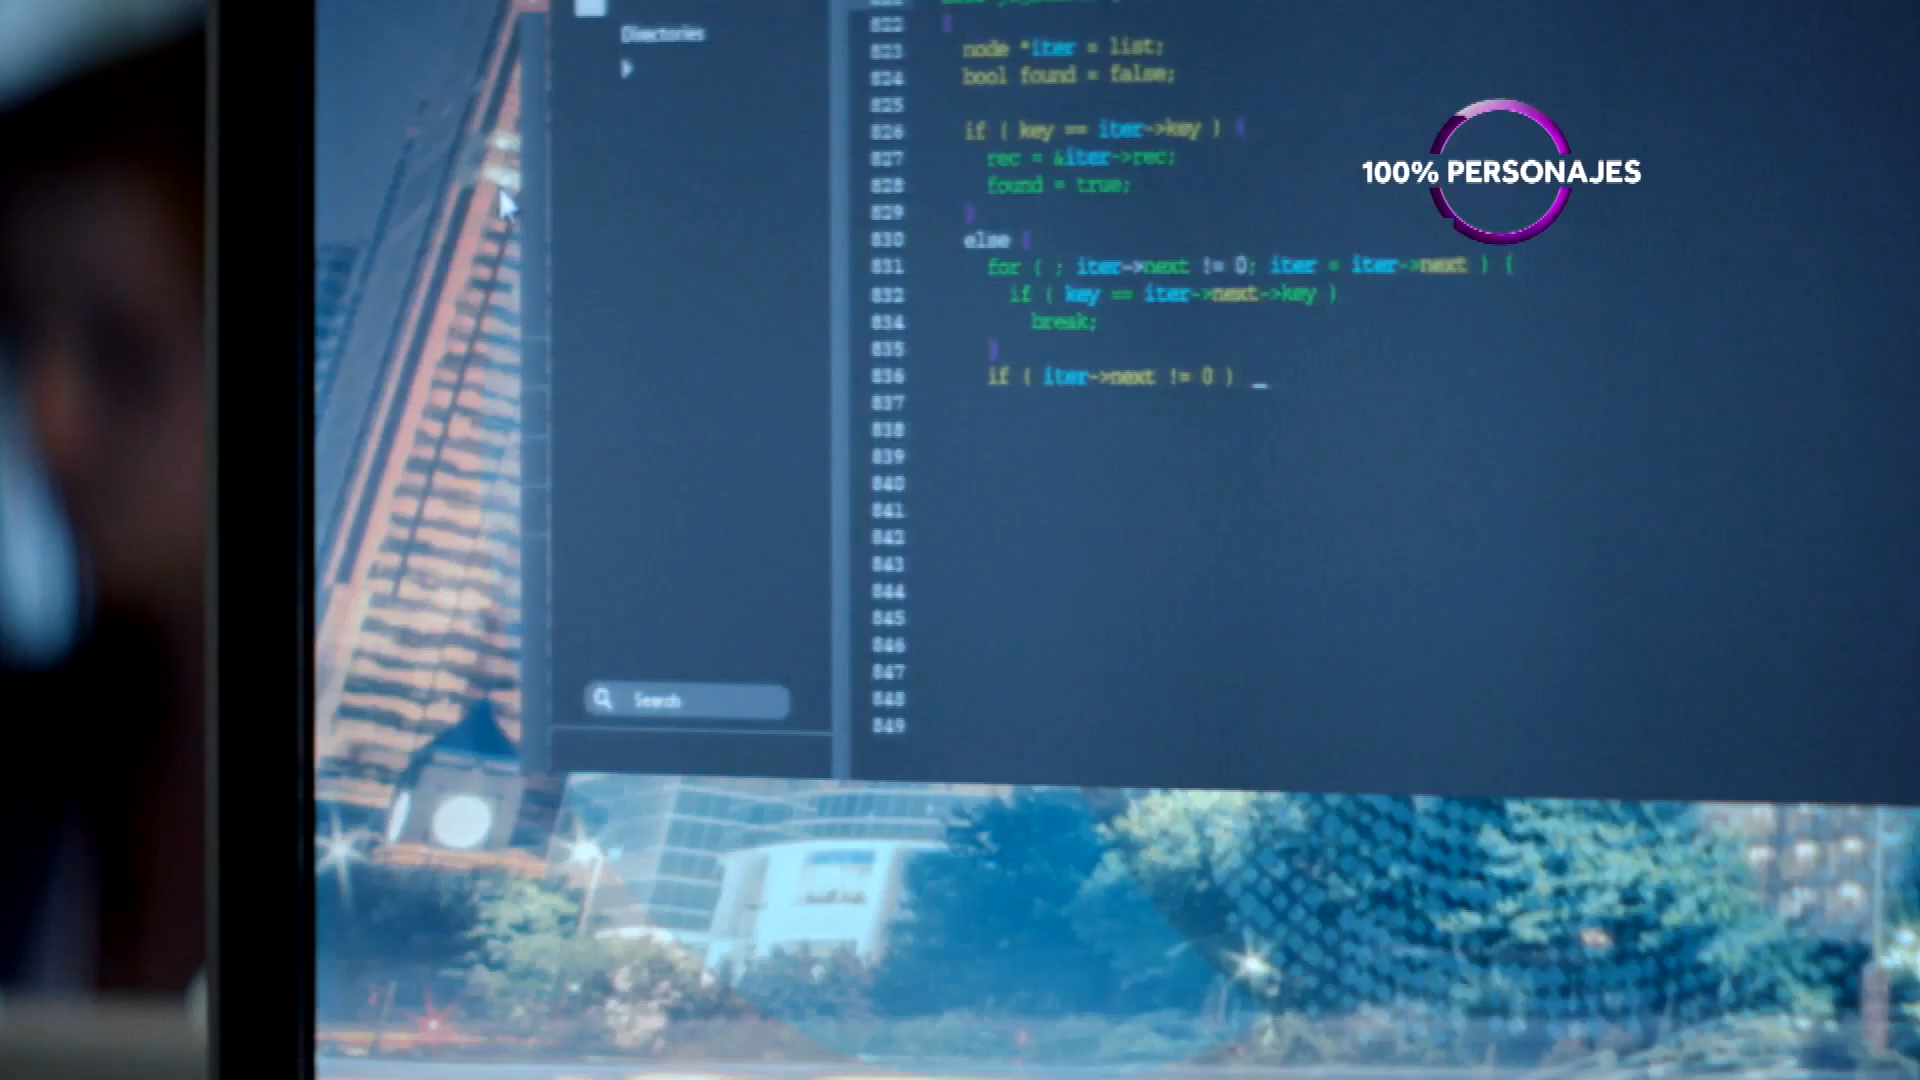 Directories
822 {
823 node *iter = list;
824 bool found = false;
825
826 if ( key == iter->key ) {
827 rec = &iter->rec;
828 found = true;
829 }
830 else {
831 for ( ; iter->next != 0; iter = iter->next ) {
832 if ( key == iter->next->key )
834 break;
835 }
836 if ( iter->next != 0 ) _
837
838
839
840
841
842
843
844
845
846
847
848
849
Search
100% PERSONAJES